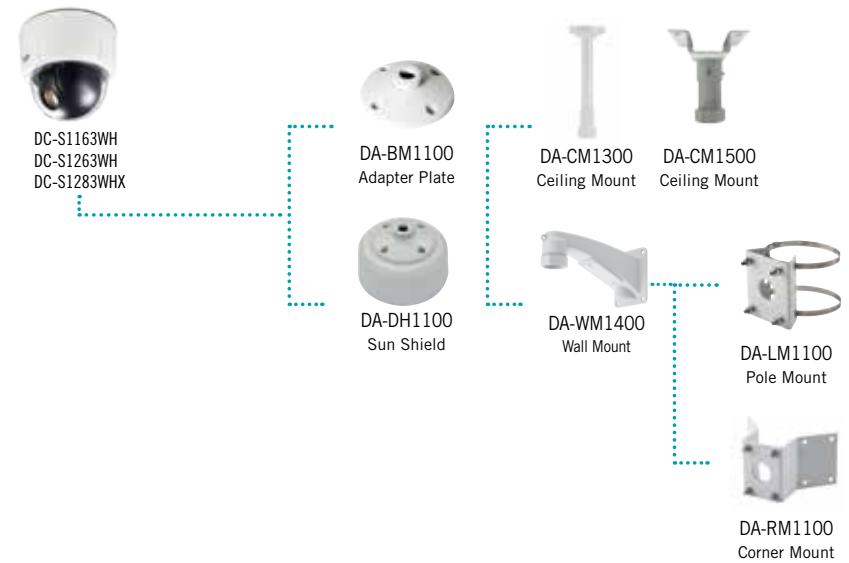 DC-S1163WH
DC-S1263WH
DC-S1283WHX
DA-BM1100
Adapter Plate
DA-DH1100
Sun Shield
DA-CM1300
Ceiling Mount
DA-CM1500
Ceiling Mount
DA-WM1400
Wall Mount
DA-LM1100
Pole Mount
DA-RM1100
Corner Mount